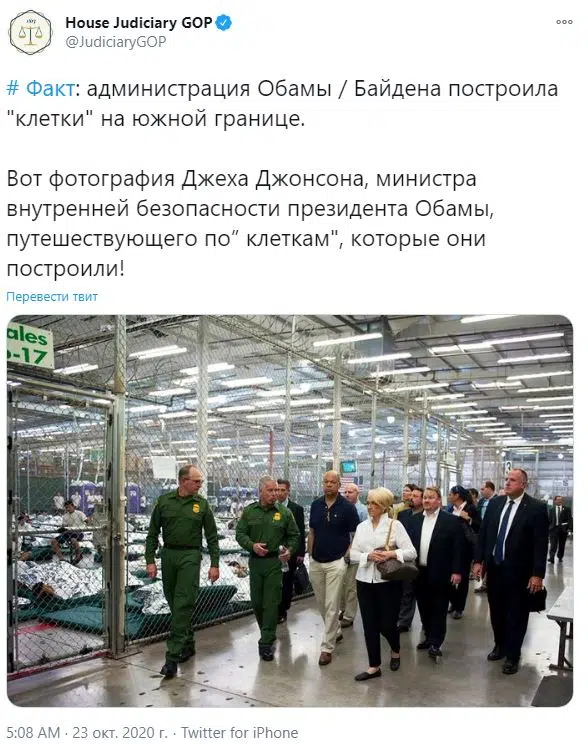 House Judiciary GOP
@JudiciaryGOP
# Факт: администрация Обамы / Байдена построила
"клетки" на южной границе.
Вот фотография Джеха Джонсона, министра
внутренней безопасности президента Обамы,
путешествующего по” клеткам", которые они
построили!
Перевести твит
ales
-17
5:08 AM · 23 окт. 2020 г. · Twitter for iPhone